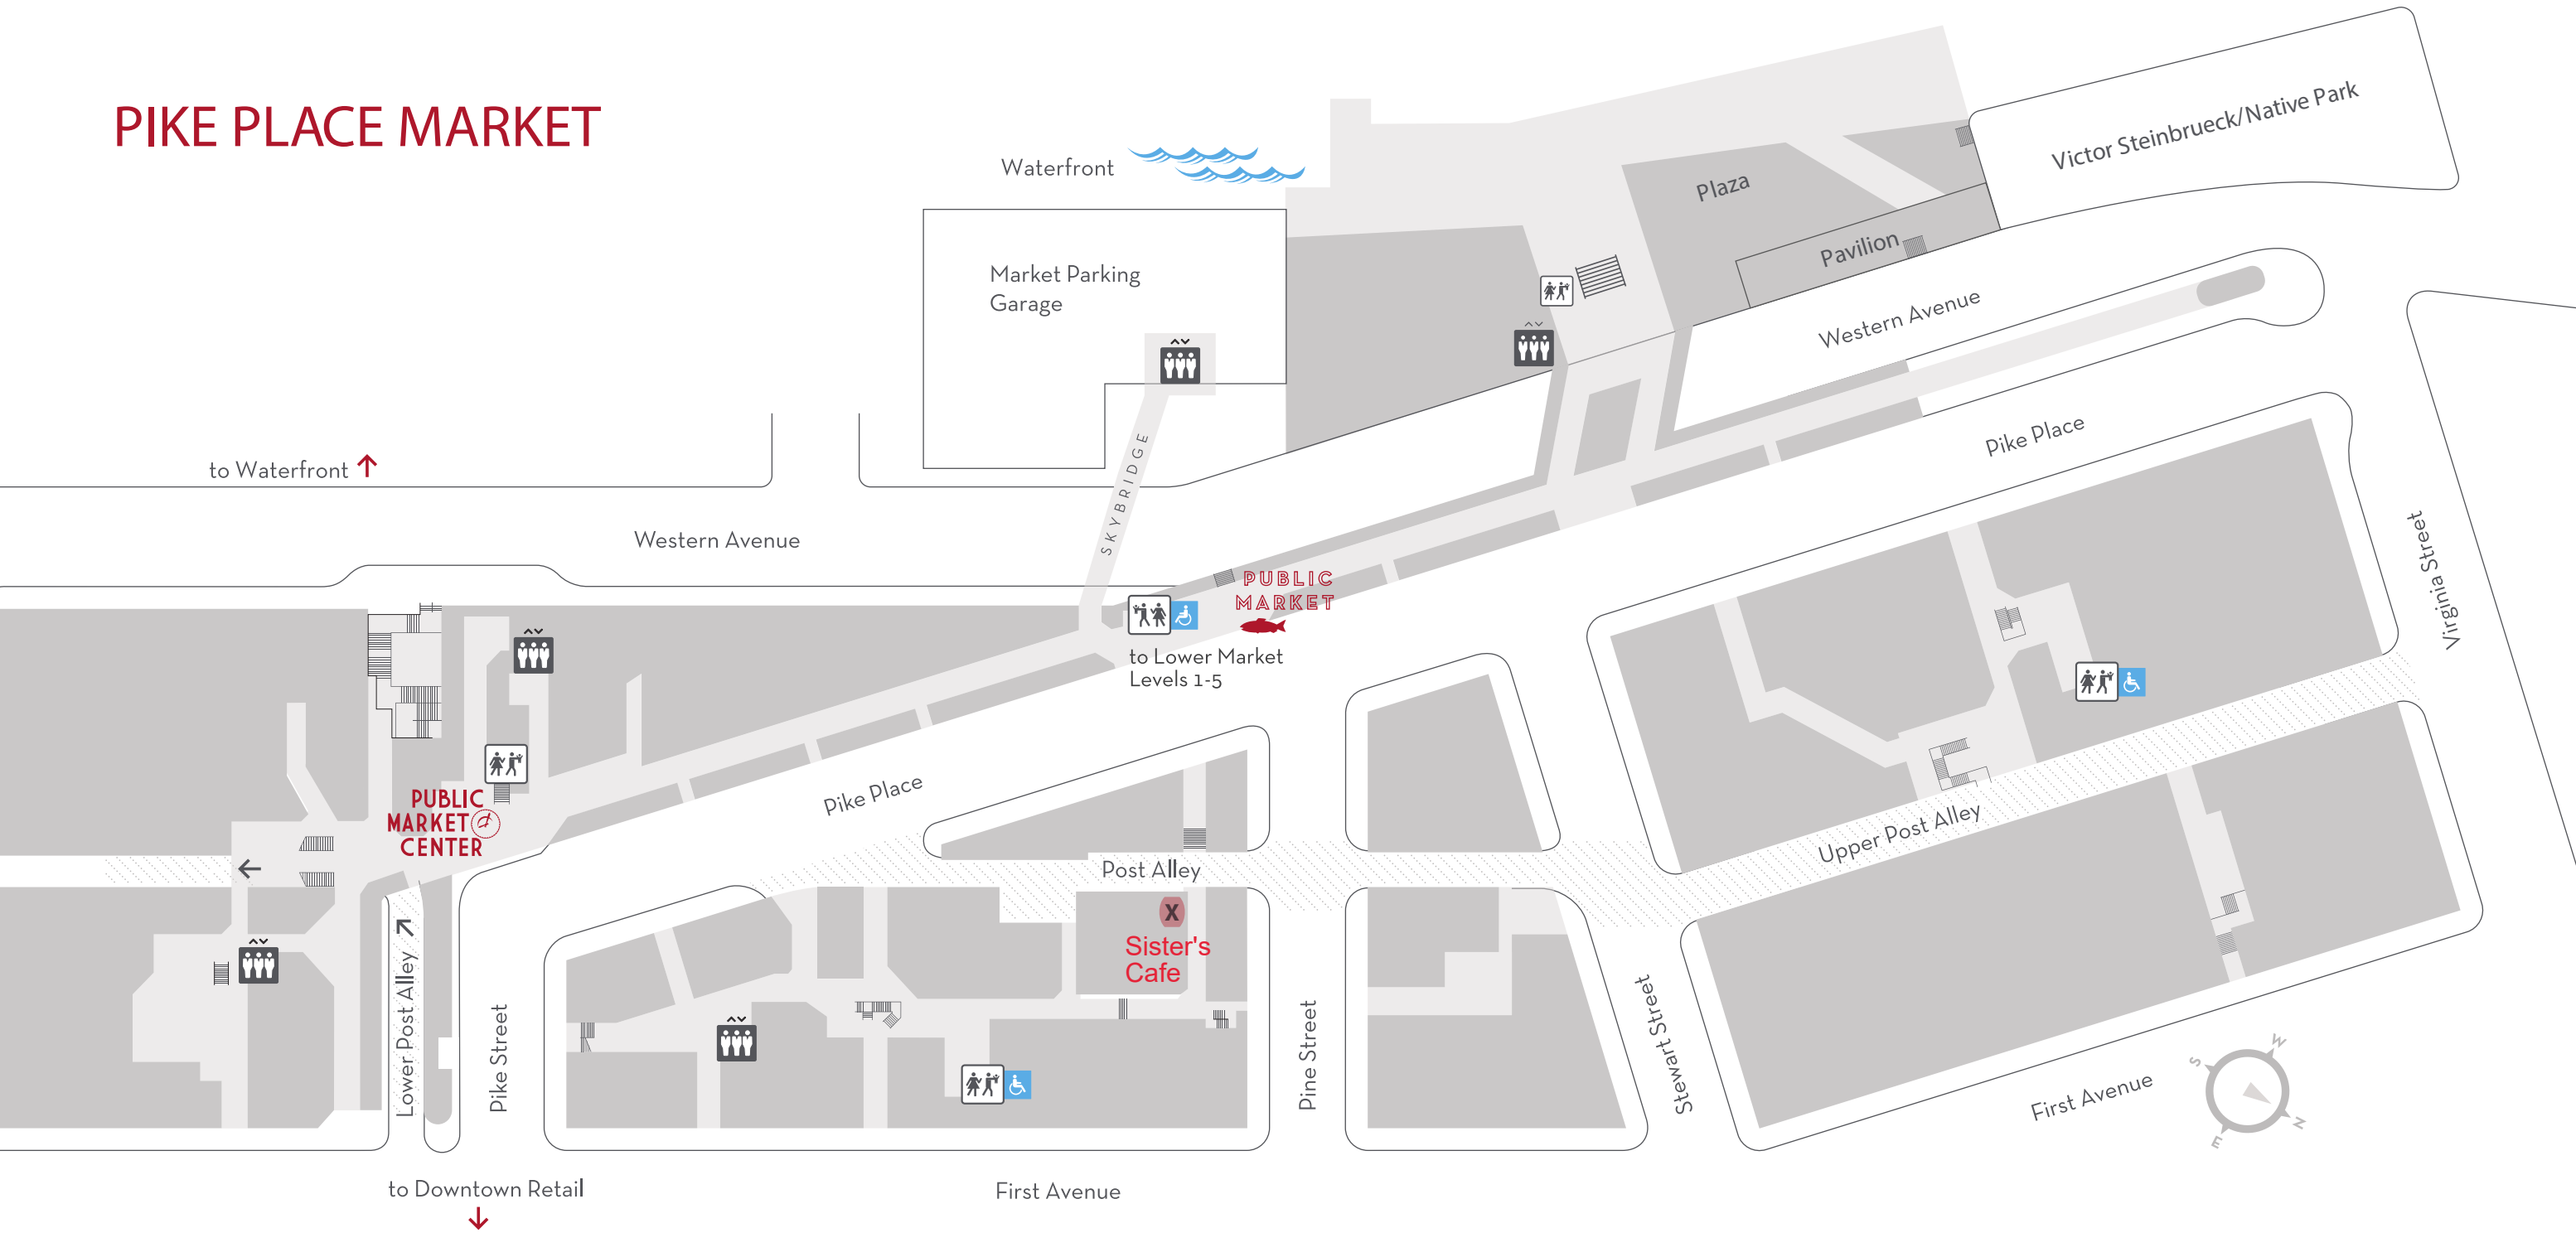 PIKE PLACE MARKET
Waterfront
Victor Steinbrueck/Native Park
Plaza
Pavilion
Market Parking
Garage
Western Avenue
SKYBRIDGE
to Waterfront
Western Avenue
Pike Place
Virginia Street
PUBLIC
MARKET
to Lower Market
Levels 1-5
PUBLIC
MARKET
CENTER
Pike Place
Post Alley
Upper Post Alley
X
Sister's
Cafe
Lower Post Alley
Pike Street
Pine Street
Stewart Street
First Avenue
S
W
N
E
to Downtown Retail
First Avenue